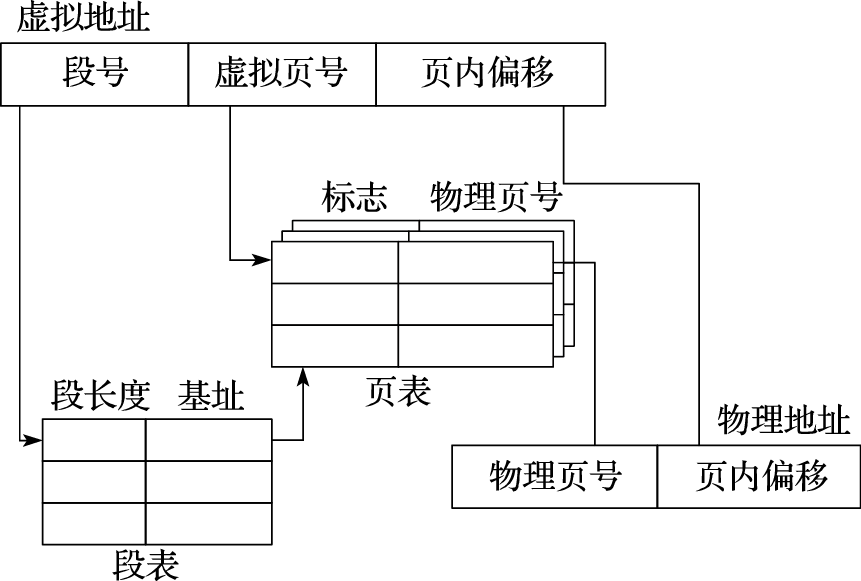 虚拟地址
段号 虚拟页号 页内偏移
标志 物理页号
页表
段长度 基址
段表
物理地址
物理页号 页内偏移